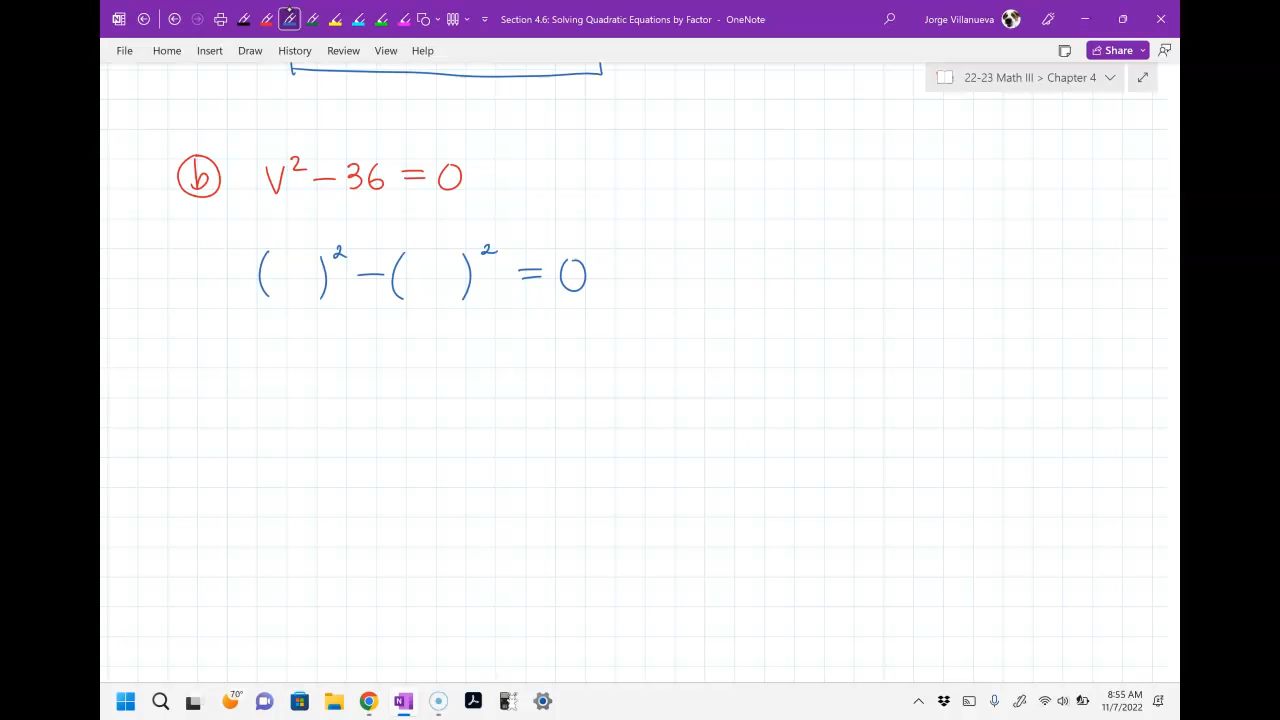 Section 4.6: Solving Quadratic Equations by Factor - OneNote
Jorge Villanueva
File Home Insert Draw History Review View Help
Share
22-23 Math III > Chapter 4
b v² - 36 = 0
(  )² - (  )² = 0
70°
8:55 AM
11/7/2022